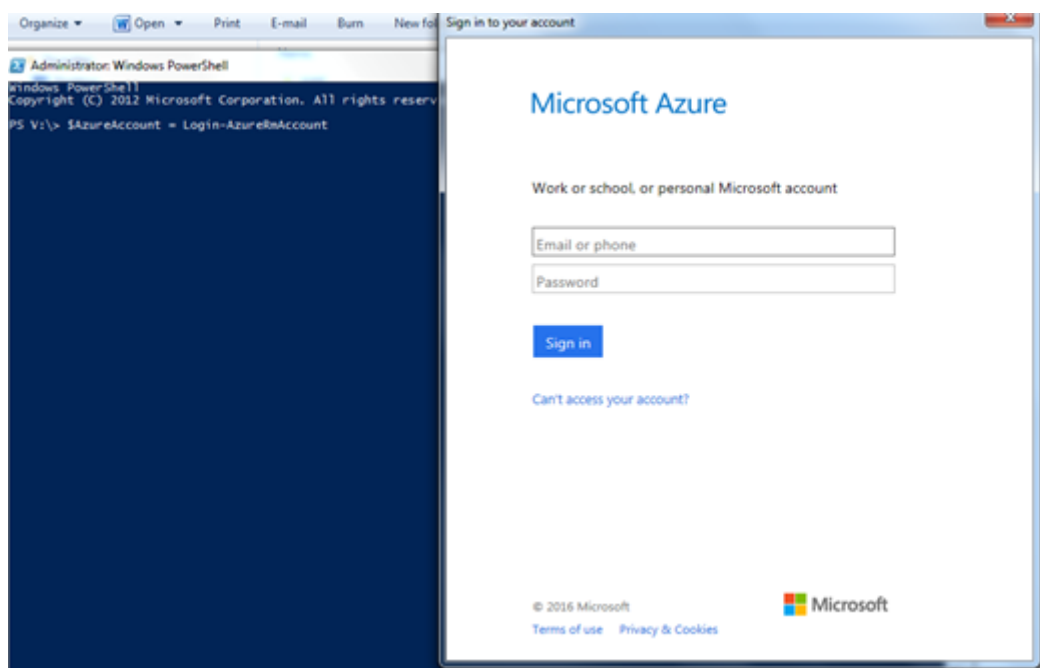 Organize Open Print E-mail Burn New fol
Administrator: Windows PowerShell
Windows PowerShell
Copyright (C) 2012 Microsoft Corporation. All rights reserv
PS V:\> $AzureAccount = Login-AzureRmAccount
Sign in to your account
Microsoft Azure
Work or school, or personal Microsoft account
Email or phone
Password
Sign in
Can't access your account?
© 2016 Microsoft
Microsoft
Terms of use Privacy & Cookies